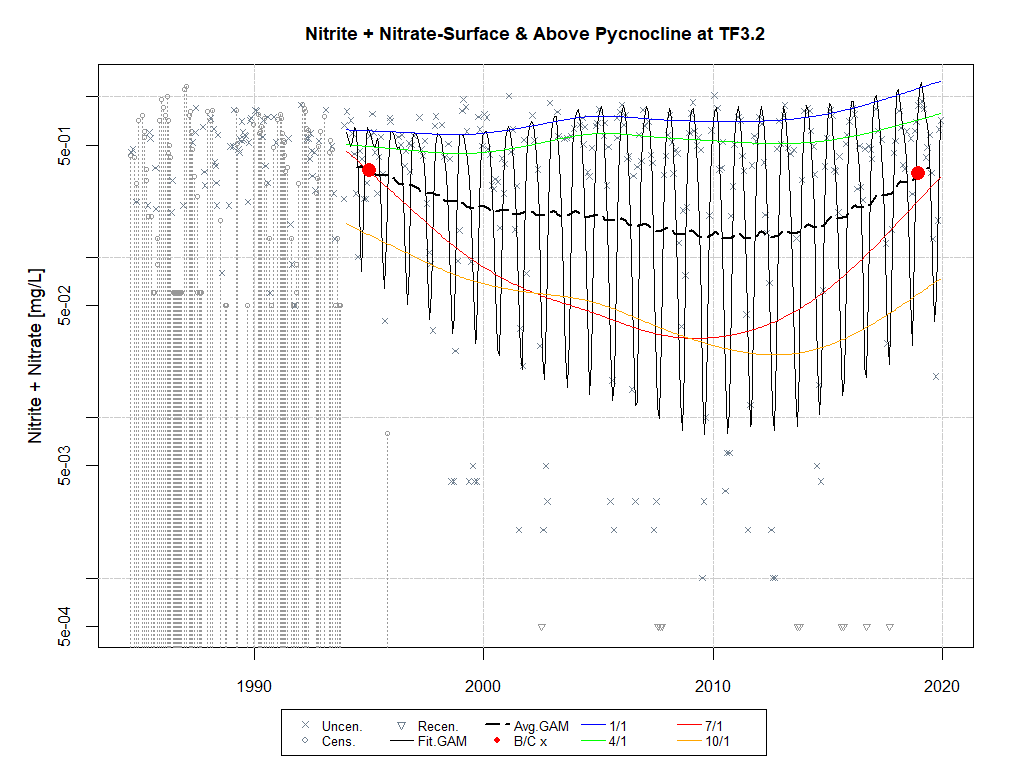 Nitrite + Nitrate-Surface & Above Pycnocline at TF3.2
Nitrite + Nitrate [mg/L]
5e-01
5e-02
5e-03
5e-04
1990 2000 2010 2020
Uncen. Recen. Avg.GAM 1/1 7/1
Cens. Fit.GAM B/C x 4/1 10/1